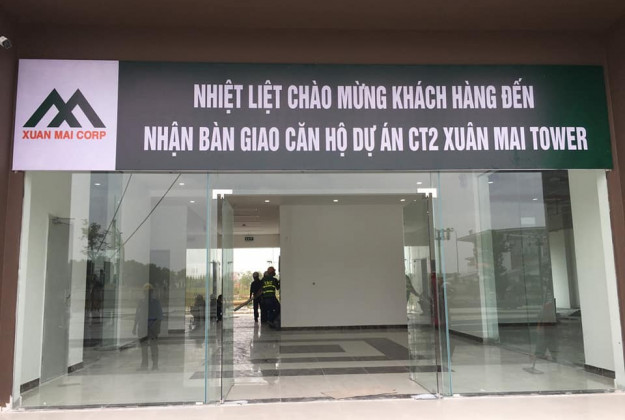 XUAN MAI CORP
NHIỆT LIỆT CHÀO MỪNG KHÁCH HÀNG ĐẾN
NHẬN BÀN GIAO CĂN HỘ DỰ ÁN CT2 XUÂN MAI TOWER